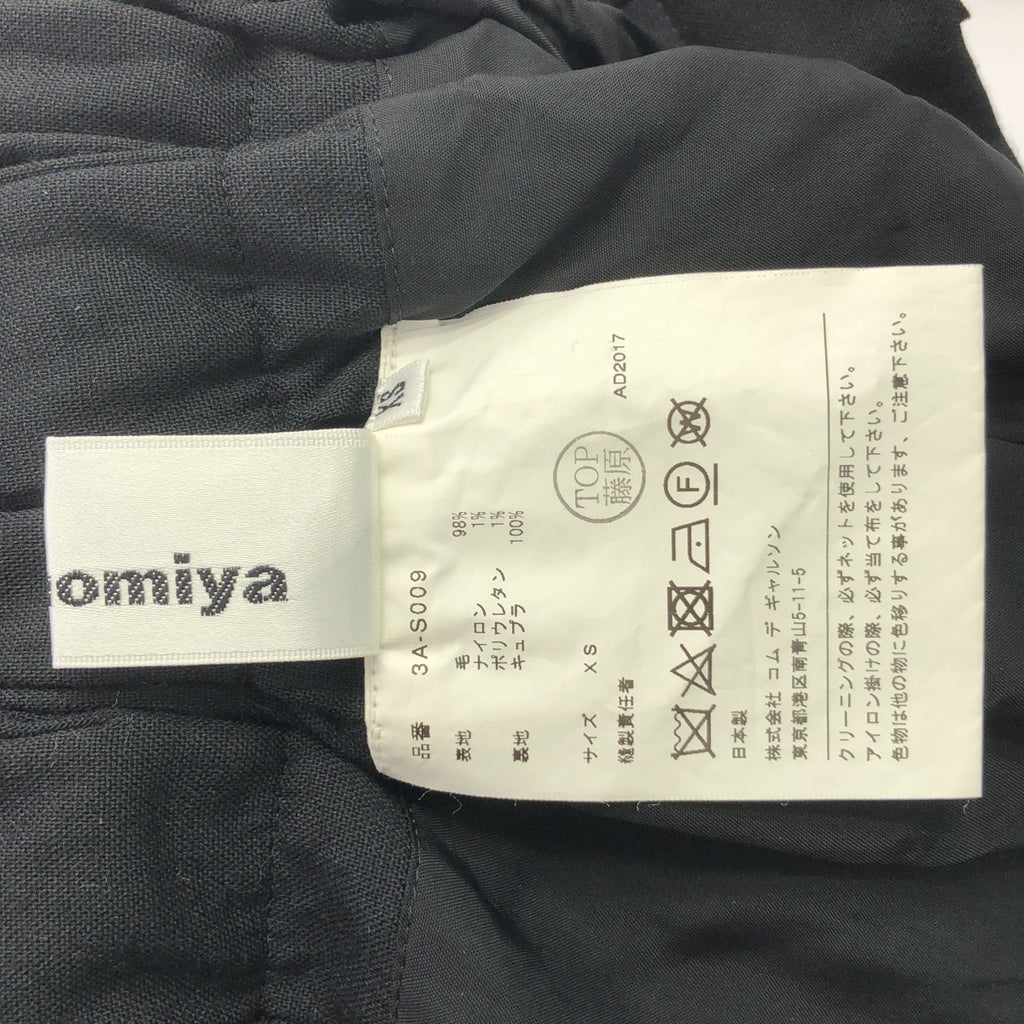 omiya
XS
品番 3A-S009
表地 毛 98%
ナイロン 1%
ポリウレタン 1%
裏地 キュプラ 100%
サイズ XS
縫製責任者
TOP
藤原
AD2017
F
W
日本製
株式会社 コム デ ギャルソン
東京都港区南青山5-11-5
クリーニングの際、必ずネットを使用して下さい。
アイロン掛けの際、必ず当て布をして下さい。
色物は他の物に色移りする事があります、ご注意下さい。